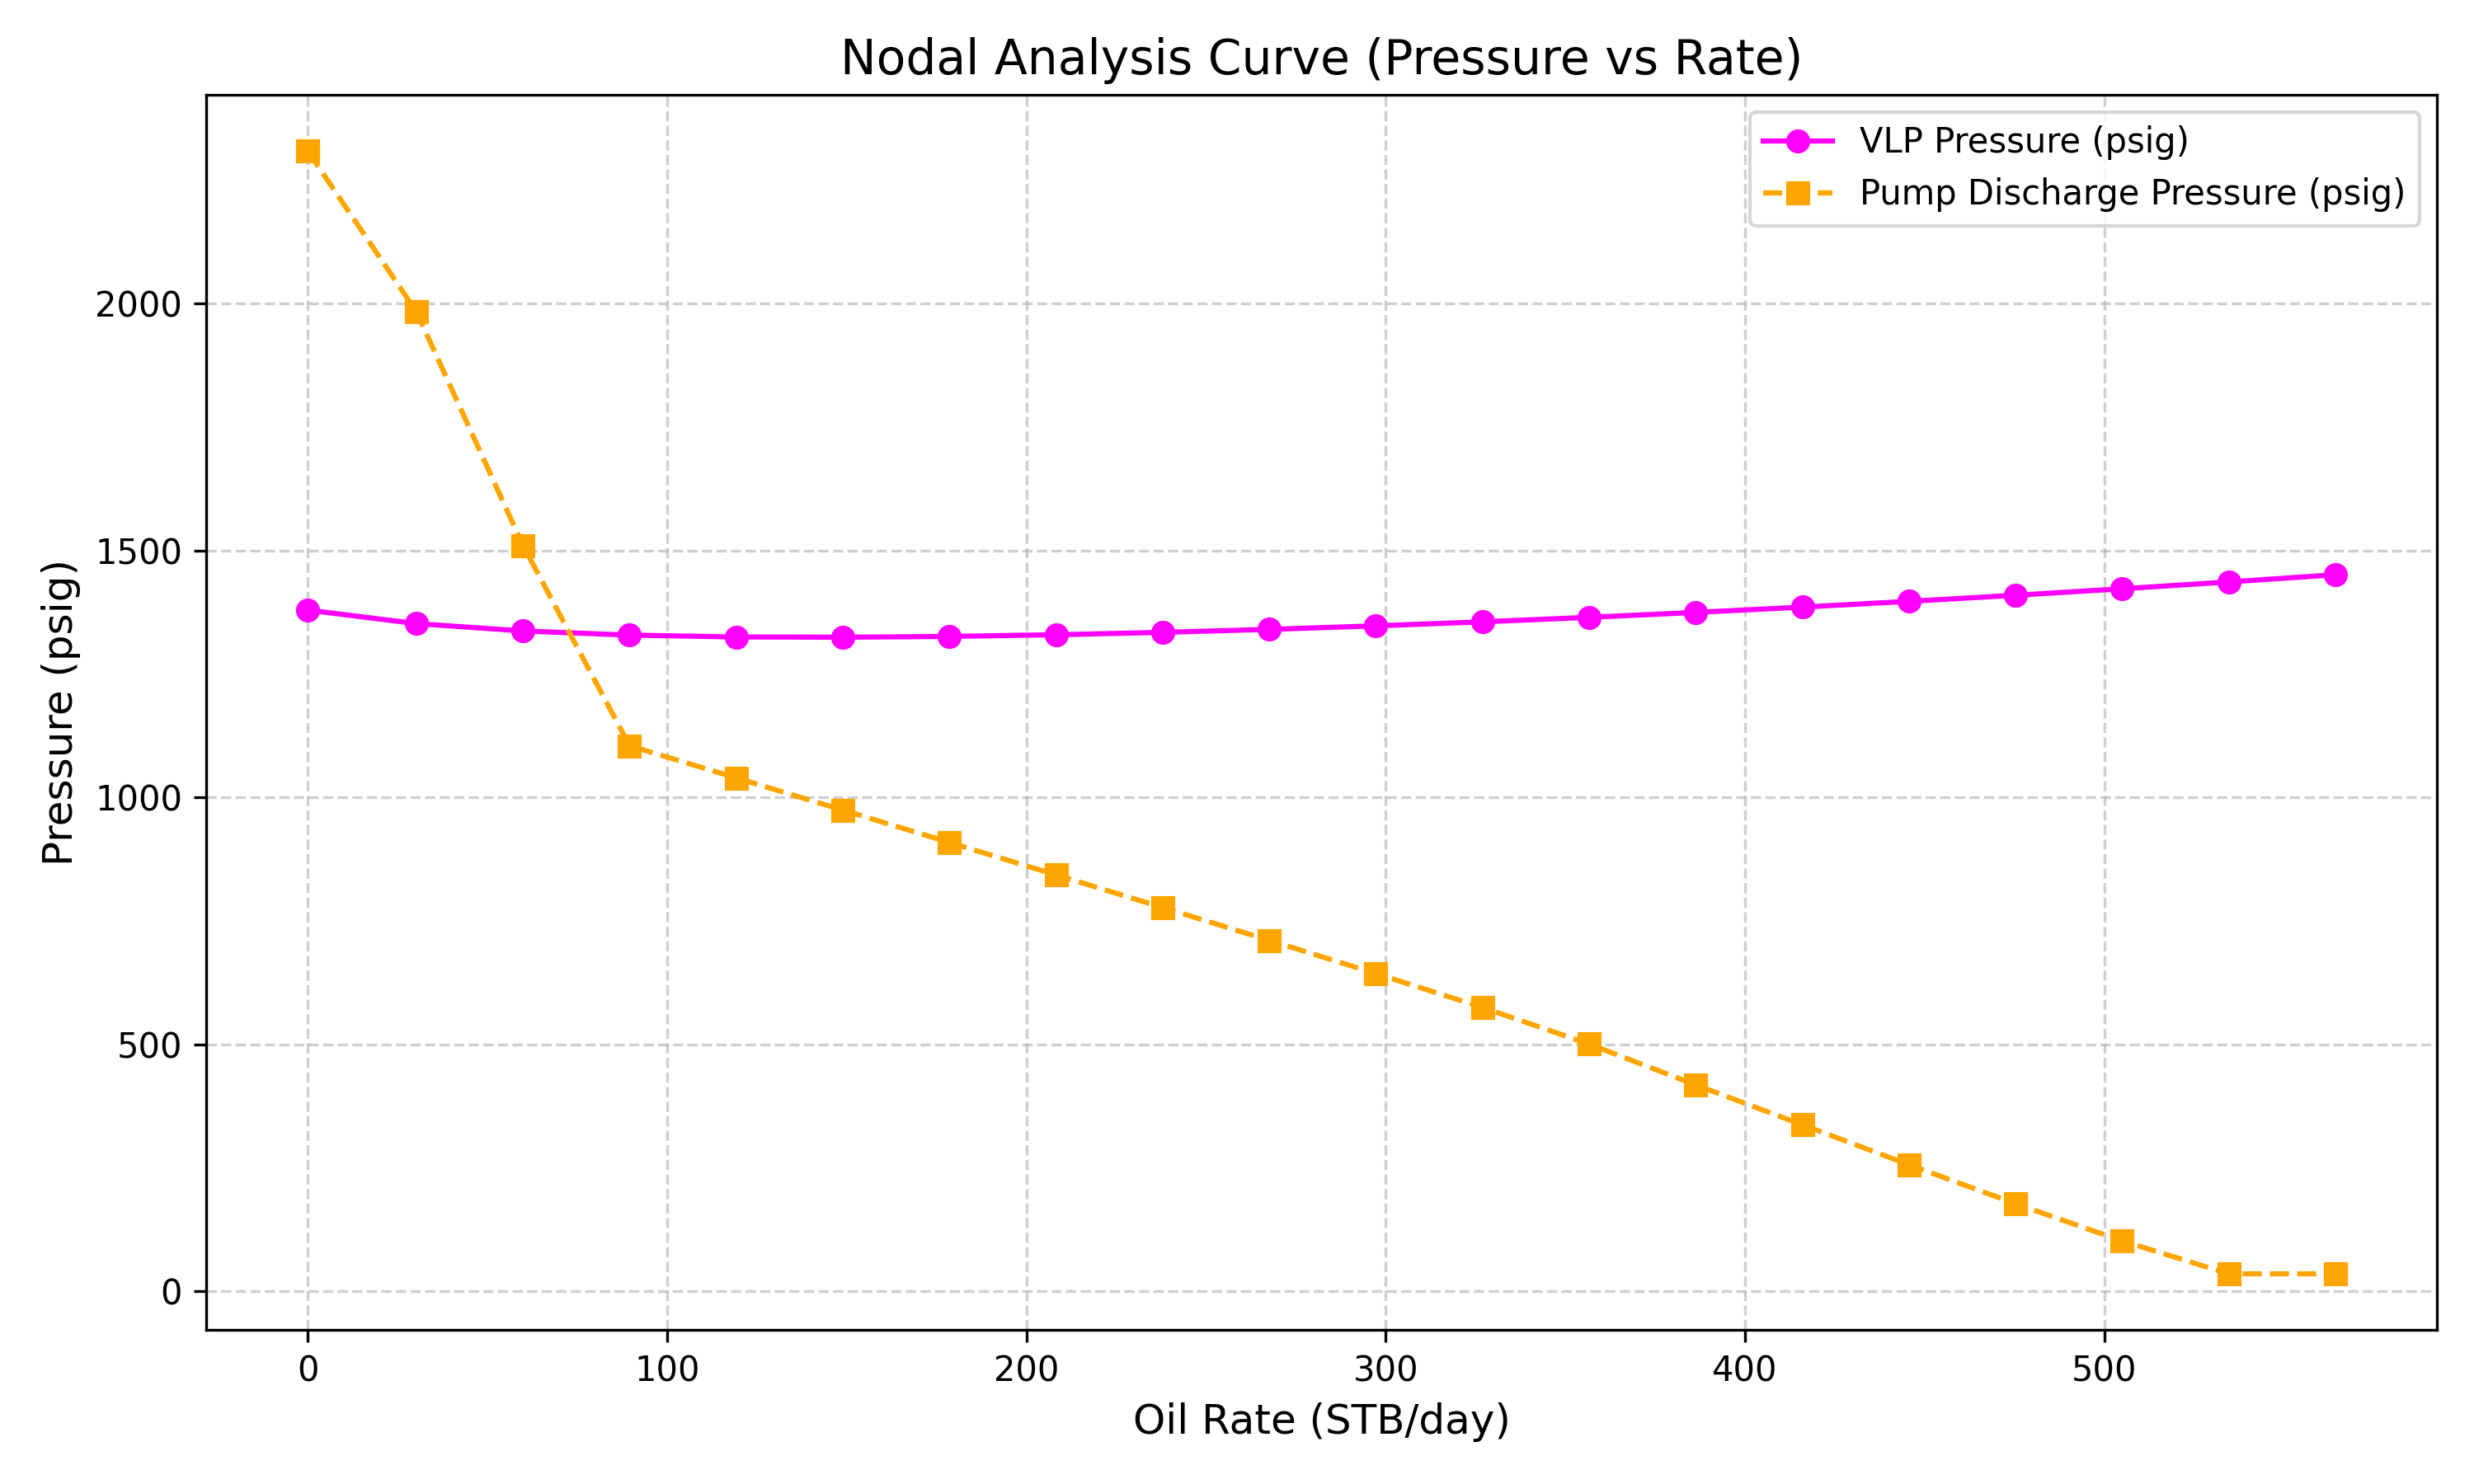 Nodal Analysis Curve (Pressure vs Rate)
VLP Pressure (psig)
Pump Discharge Pressure (psig)
Pressure (psig)
2000
1500
1000
500
0
0 100 200 300 400 500
Oil Rate (STB/day)